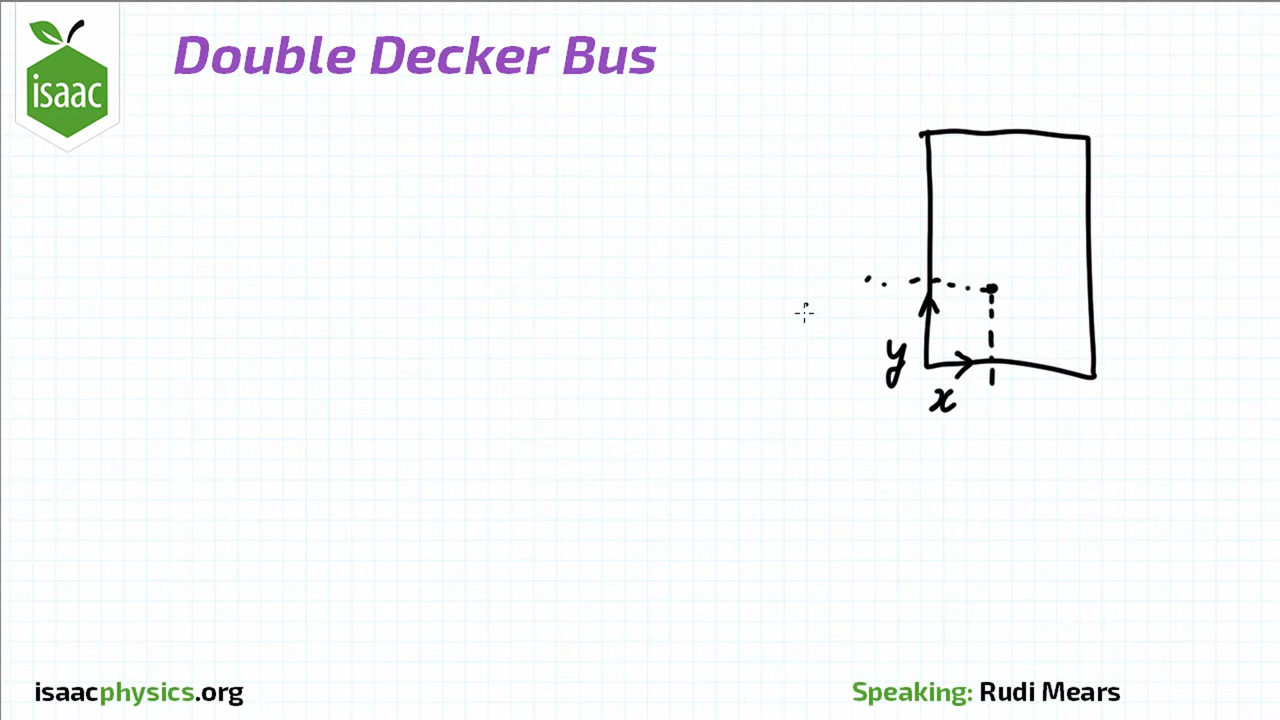 isaac
Double Decker Bus
y
x
isaacphysics.org
Speaking: Rudi Mears